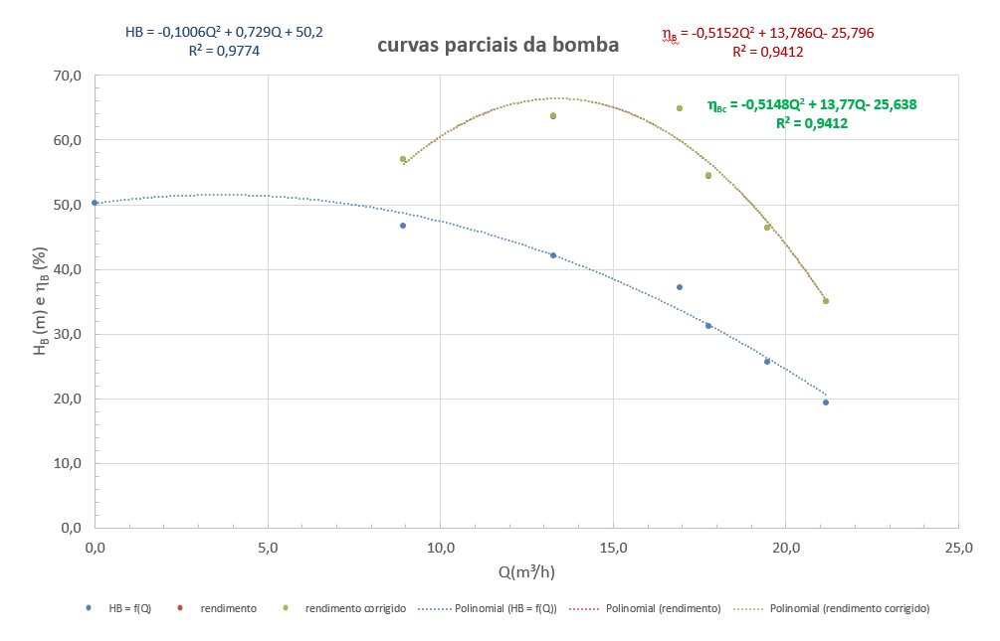 HB = -0,1006Q² + 0,729Q + 50,2
R² = 0,9774
curvas parciais da bomba
ηB = -0,5152Q² + 13,786Q- 25,796
R² = 0,9412
ηBc = -0,5148Q² + 13,77Q- 25,638
R² = 0,9412
70,0
60,0
50,0
40,0
30,0
20,0
10,0
0,0
HB (m) e ηB (%)
0,0
5,0
10,0
15,0
20,0
25,0
Q(m³/h)
HB = f(Q)
rendimento
rendimento corrigido
Polinomial (HB = f(Q))
Polinomial (rendimento)
Polinomial (rendimento corrigido)